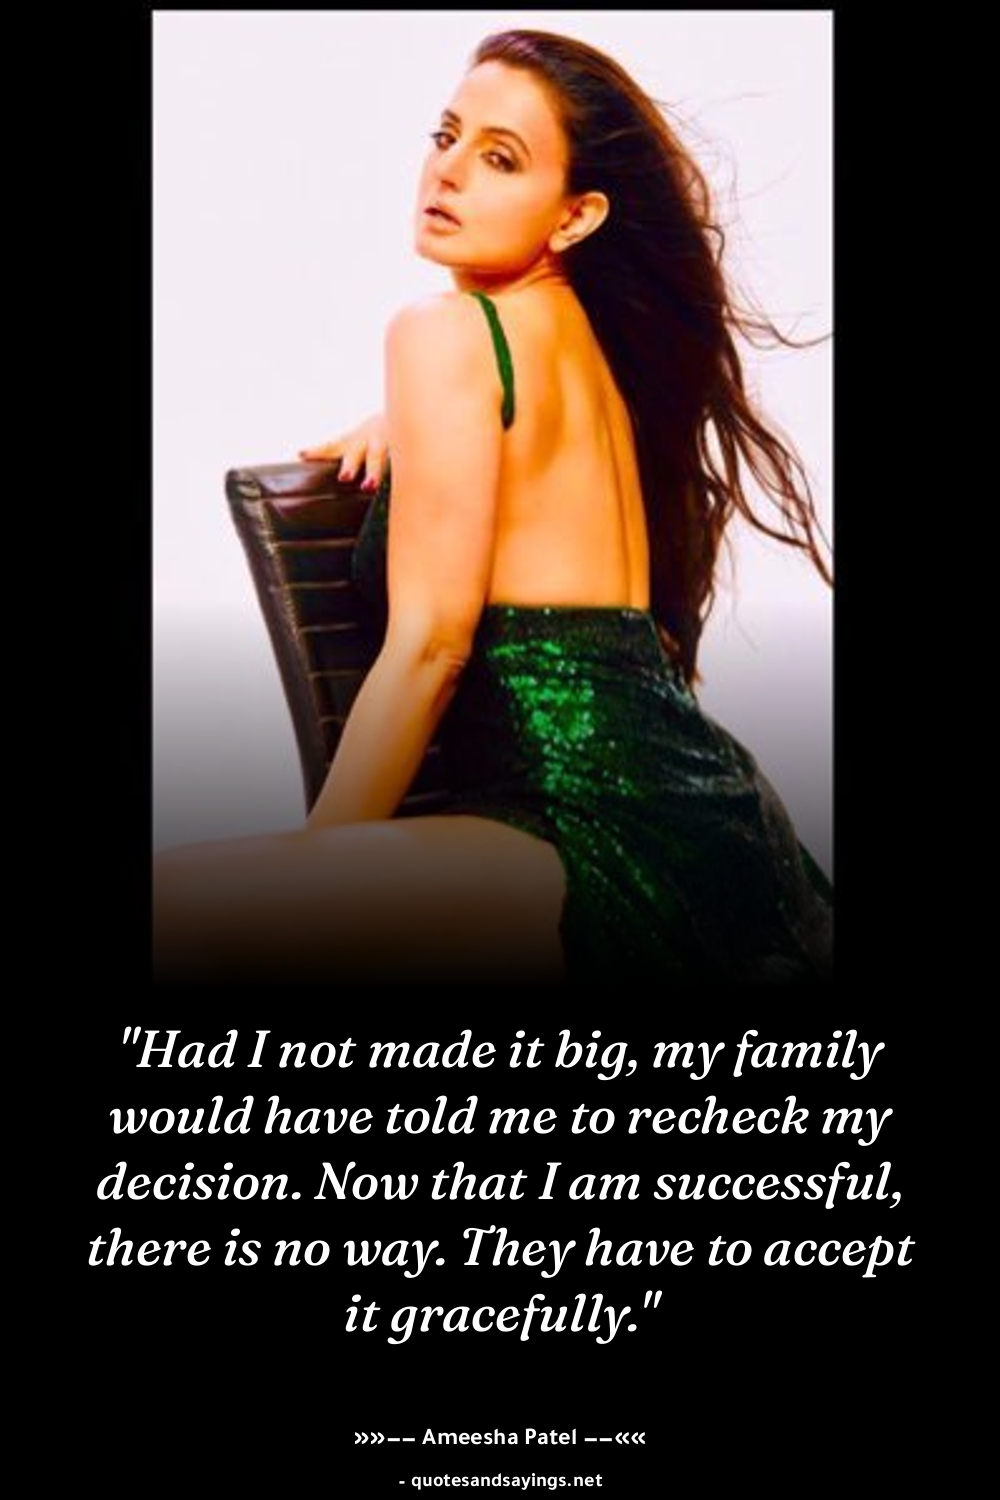 "Had I not made it big, my family
would have told me to recheck my
decision. Now that I am successful,
there is no way. They have to accept
it gracefully."
»»-- Ameesha Patel --««
- quotesandsayings.net